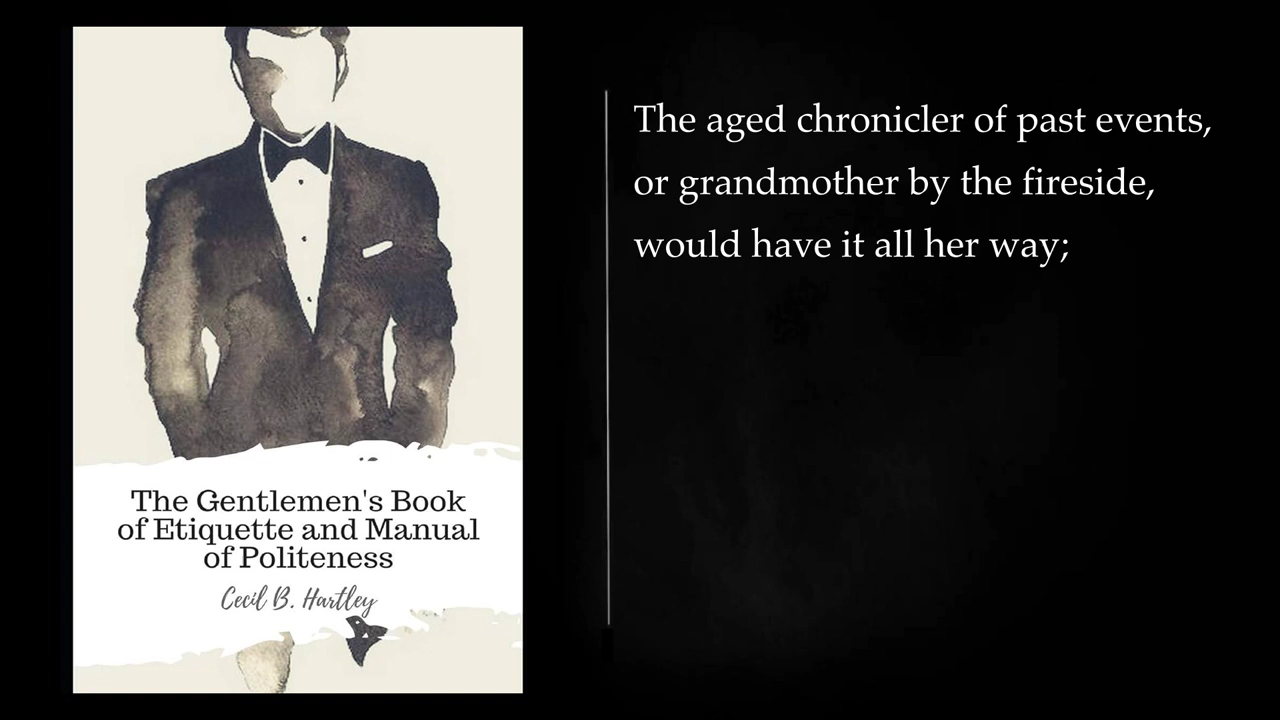 The Gentlemen's Book
of Etiquette and Manual
of Politeness
Cecil B. Hartley
The aged chronicler of past events,
or grandmother by the fireside,
would have it all her way;